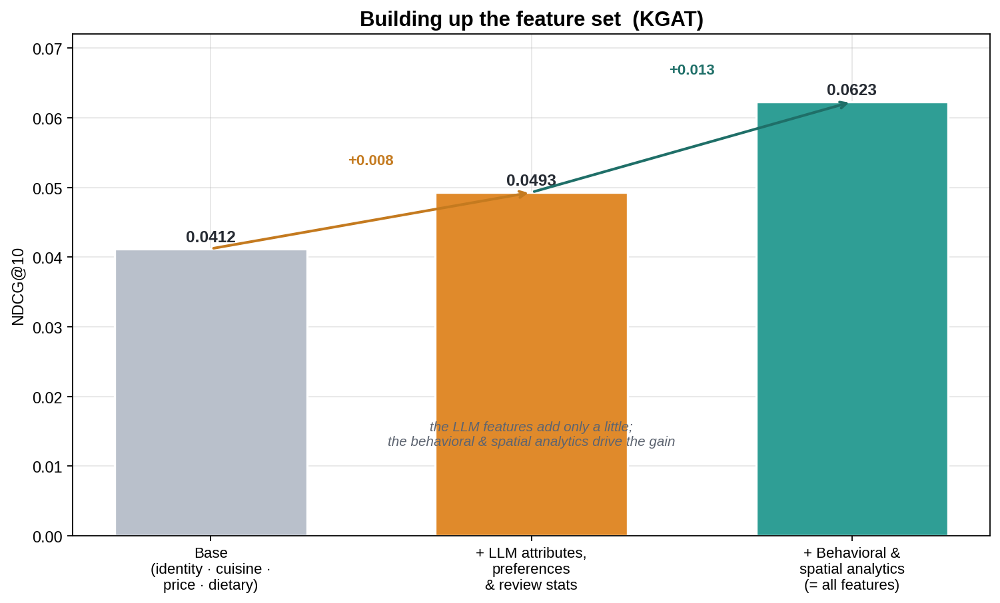 Building up the feature set (KGAT)
NDCG@10
0.07
0.06
0.05
0.04
0.03
0.02
0.01
0.00
+0.013
0.0623
+0.008
0.0493
0.0412
the LLM features add only a little;
the behavioral & spatial analytics drive the gain
Base
(identity · cuisine ·
price · dietary)
+ LLM attributes,
preferences
& review stats
+ Behavioral &
spatial analytics
(= all features)